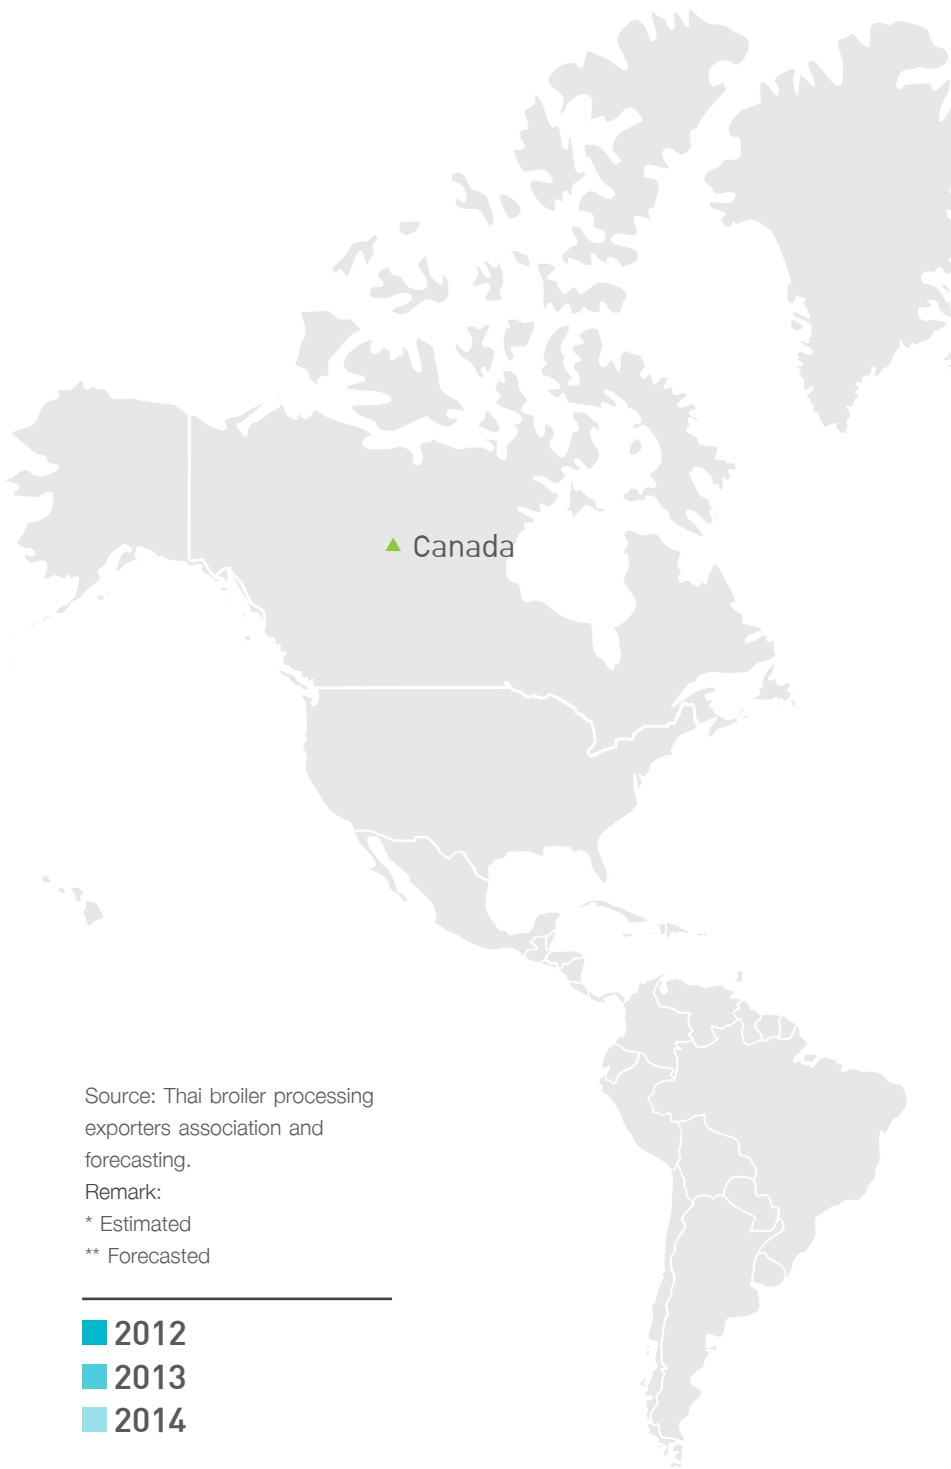 Canada
Source: Thai broiler processing
exporters association and
forecasting.
Remark:
* Estimated
** Forecasted
2012
2013
2014